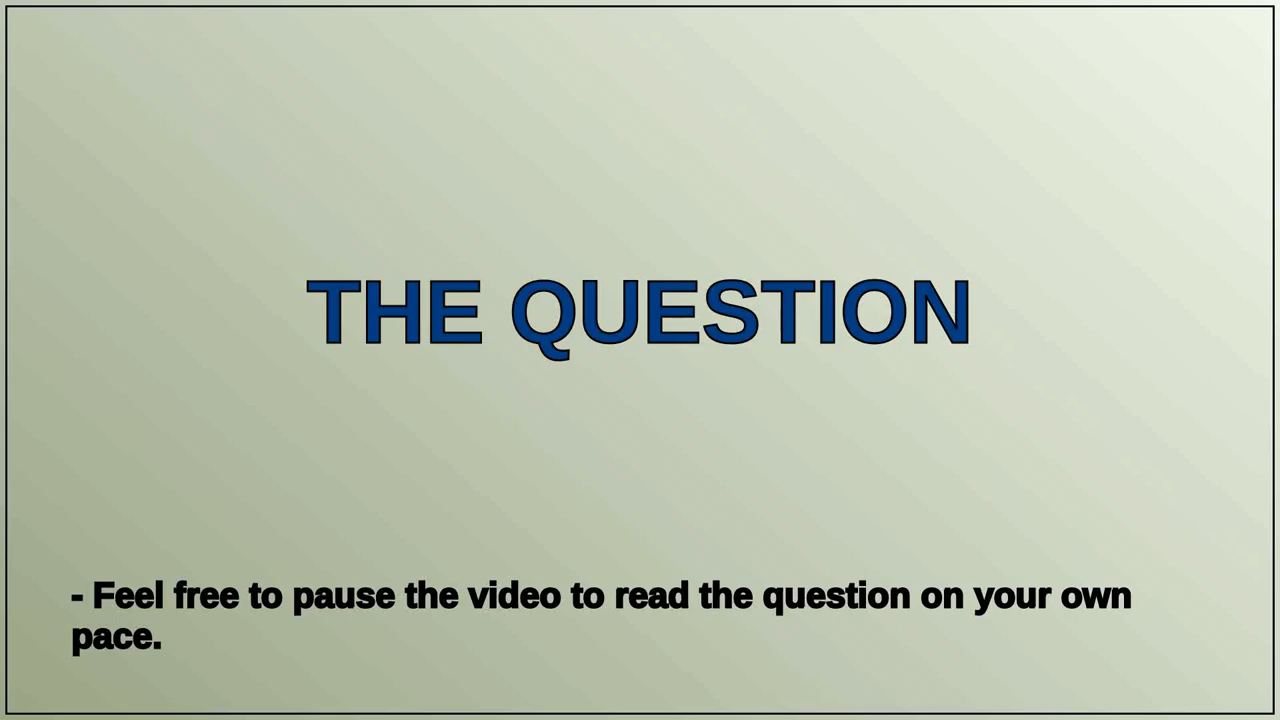 THE QUESTION
- Feel free to pause the video to read the question on your own
pace.